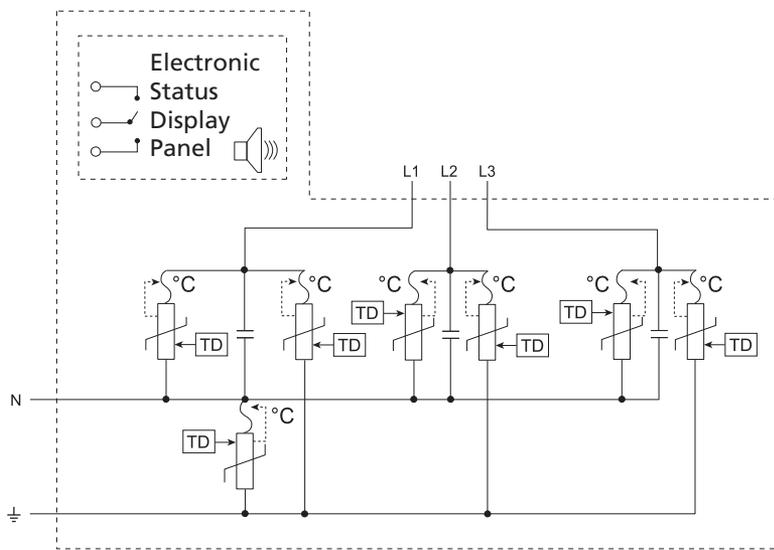 Electronic
Status
Display
Panel
L1 L2 L3
°C °C °C °C °C °C
TD TD
TD TD TD TD
N
°C
TD